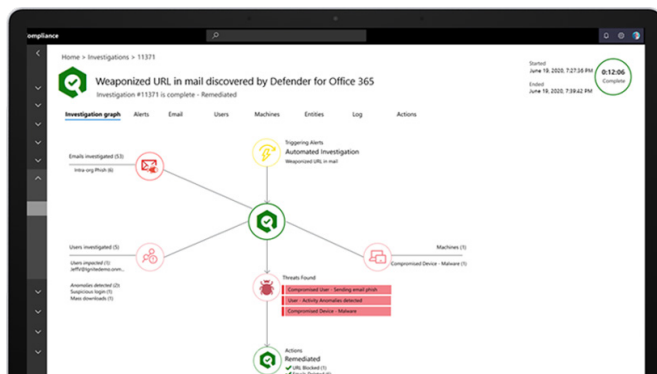 ompliance
Home > Investigations > 11371
Weaponized URL in mail discovered by Defender for Office 365
Investigation #11371 is complete - Remediated
Started
June 19, 2020, 7:27:38 PM
Ended
June 19, 2020, 7:39:42 PM
0:12:06
Complete
Investigation graph Alerts Email Users Machines Entities Log Actions
Triggering Alerts
Automated Investigation
Weaponized URL in mail
Emails investigated (53)
Intra org Phish (6)
Users investigated (5)
Users impacted (1)
Anomalies detected (2)
Suspicious login (1)
Mass downloads (1)
Machines (1)
Compromised Device - Malware (1)
Threats Found
Compromised User - Sending email phish
User - Activity Anomalies detected
Compromised Device - Malware
Actions
Remediated
URL Blocked (1)